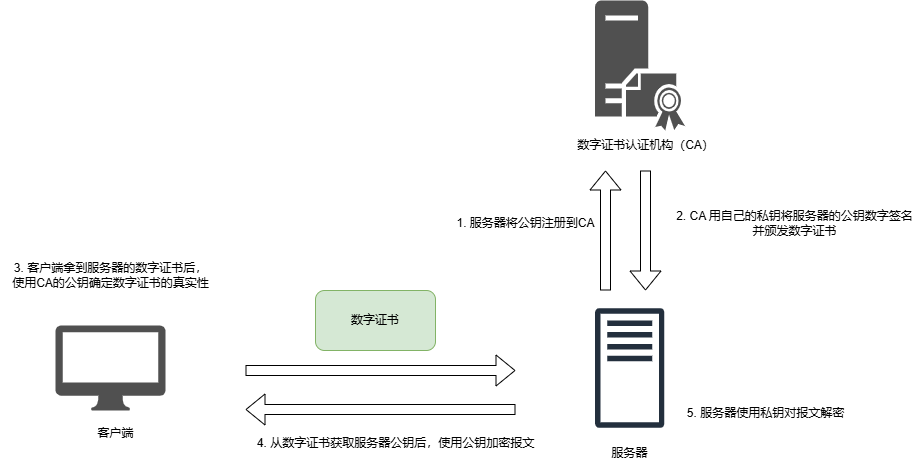 数字证书认证机构（CA）
1. 服务器将公钥注册到CA
2. CA 用自己的私钥将服务器的公钥数字签名
并颁发数字证书
3. 客户端拿到服务器的数字证书后，
使用CA的公钥确定数字证书的真实性
数字证书
客户端
4. 从数字证书获取服务器公钥后，使用公钥加密报文
5. 服务器使用私钥对报文解密
服务器